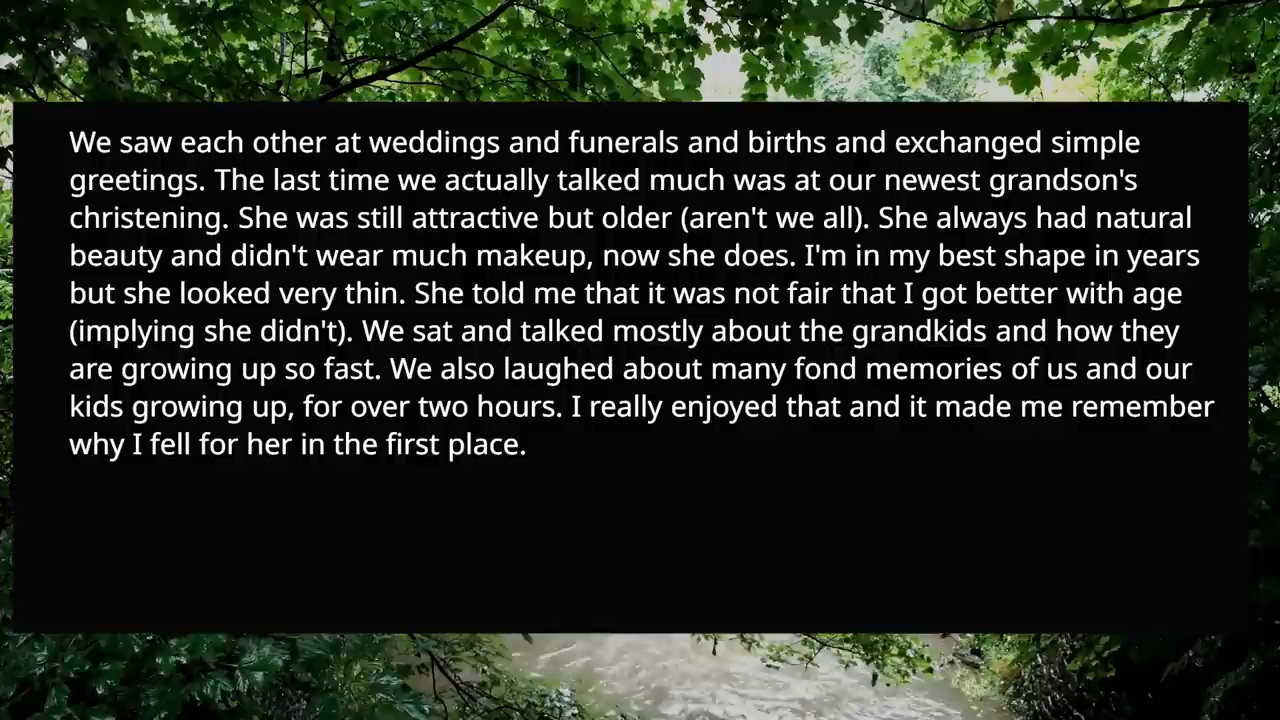 We saw each other at weddings and funerals and births and exchanged simple
greetings. The last time we actually talked much was at our newest grandson's
christening. She was still attractive but older (aren't we all). She always had natural
beauty and didn't wear much makeup, now she does. I'm in my best shape in years
but she looked very thin. She told me that it was not fair that I got better with age
(implying she didn't). We sat and talked mostly about the grandkids and how they
are growing up so fast. We also laughed about many fond memories of us and our
kids growing up, for over two hours. I really enjoyed that and it made me remember
why I fell for her in the first place.